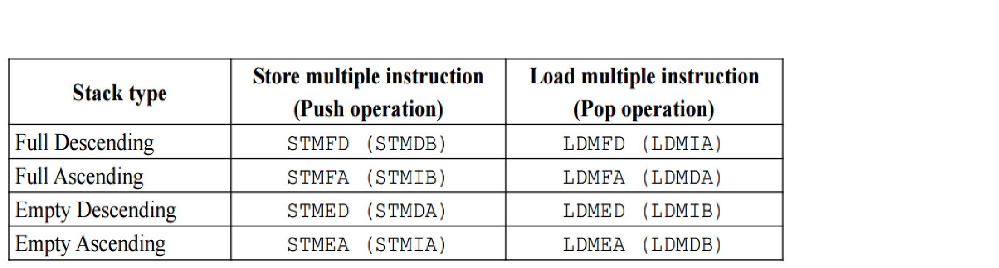 Stack type
Store multiple instruction
(Push operation)
Load multiple instruction
(Pop operation)
Full Descending STMFD (STMDB) LDMFD (LDMIA)
Full Ascending STMFA (STMIB) LDMFA (LDMDA)
Empty Descending STMED (STMDA) LDMED (LDMIB)
Empty Ascending STMEA (STMIA) LDMEA (LDMDB)